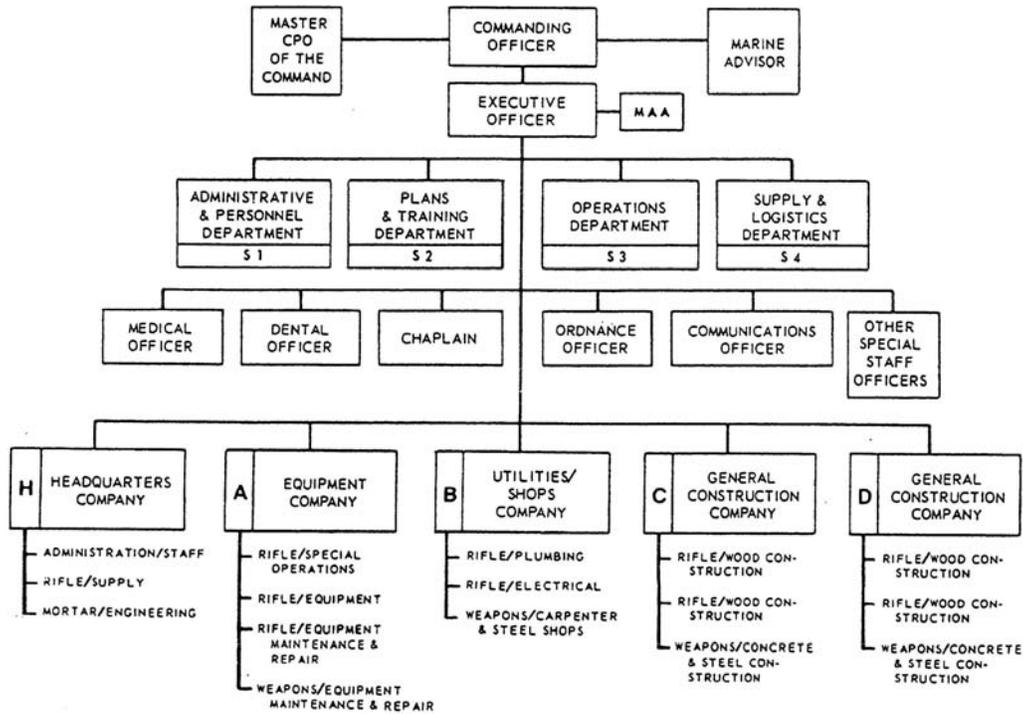 MASTER
CPO
OF THE
COMMAND
COMMANDING
OFFICER
MARINE
ADVISOR
EXECUTIVE
OFFICER
MAA
ADMINISTRATIVE
& PERSONNEL
DEPARTMENT
S 1
PLANS
& TRAINING
DEPARTMENT
S 2
OPERATIONS
DEPARTMENT
S 3
SUPPLY &
LOGISTICS
DEPARTMENT
S 4
MEDICAL
OFFICER
DENTAL
OFFICER
CHAPLAIN
ORDNANCE
OFFICER
COMMUNICATIONS
OFFICER
OTHER
SPECIAL
STAFF
OFFICERS
H
HEADQUARTERS
COMPANY
ADMINISTRATION/STAFF
RIFLE/SUPPLY
MORTAR/ENGINEERING
A
EQUIPMENT
COMPANY
RIFLE/SPECIAL
OPERATIONS
RIFLE/EQUIPMENT
RIFLE/EQUIPMENT
MAINTENANCE &
REPAIR
WEAPONS/EQUIPMENT
MAINTENANCE & REPAIR
B
UTILITIES/
SHOPS
COMPANY
RIFLE/PLUMBING
RIFLE/ELECTRICAL
WEAPONS/CARPENTER
& STEEL SHOPS
C
GENERAL
CONSTRUCTION
COMPANY
RIFLE/WOOD CON-
STRUCTION
RIFLE/WOOD CON-
STRUCTION
WEAPONS/CONCRETE
& STEEL CON-
STRUCTION
D
GENERAL
CONSTRUCTION
COMPANY
RIFLE/WOOD CON-
STRUCTION
RIFLE/WOOD CON-
STRUCTION
WEAPONS/CONCRETE
& STEEL CON-
STRUCTION